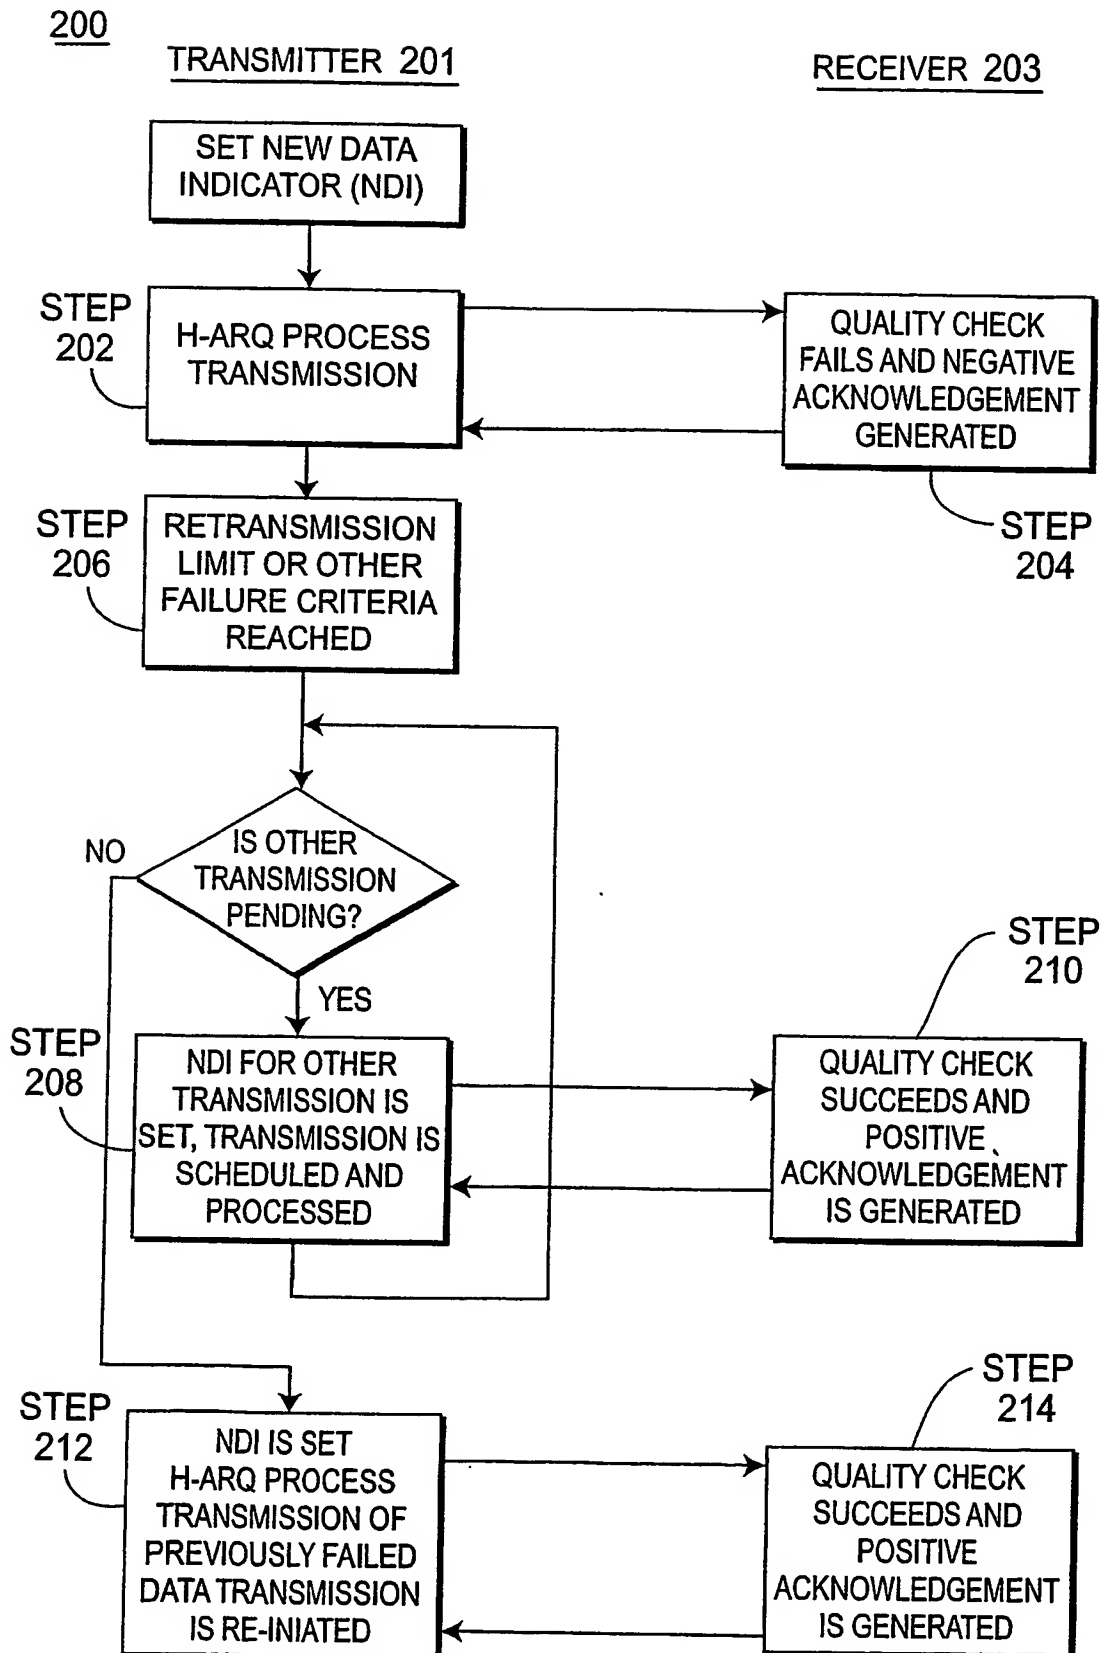 200
TRANSMITTER 201
RECEIVER 203
SET NEW DATA
INDICATOR (NDI)
STEP
202
H-ARQ PROCESS
TRANSMISSION
QUALITY CHECK
FAILS AND NEGATIVE
ACKNOWLEDGEMENT
GENERATED
STEP
204
STEP
206
RETRANSMISSION
LIMIT OR OTHER
FAILURE CRITERIA
REACHED
NO
IS OTHER
TRANSMISSION
PENDING?
YES
STEP
208
NDI FOR OTHER
TRANSMISSION IS
SET, TRANSMISSION IS
SCHEDULED AND
PROCESSED
STEP
210
QUALITY CHECK
SUCCEEDS AND
POSITIVE
ACKNOWLEDGEMENT
IS GENERATED
STEP
212
NDI IS SET
H-ARQ PROCESS
TRANSMISSION OF
PREVIOUSLY FAILED
DATA TRANSMISSION
IS RE-INIATED
STEP
214
QUALITY CHECK
SUCCEEDS AND
POSITIVE
ACKNOWLEDGEMENT
IS GENERATED